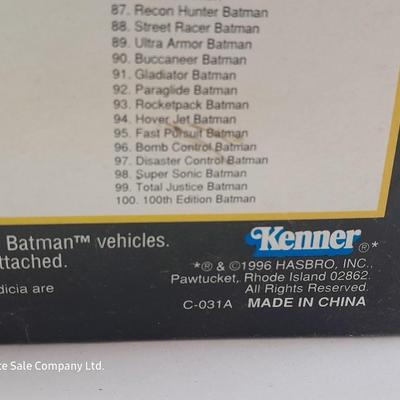 87. Recon Hunter Batman
88. Street Racer Batman
89. Ultra Armor Batman
90. Buccaneer Batman
91. Gladiator Batman
92. Paraglide Batman
93. Rocketpack Batman
94. Hover Jet Batman
95. Fast Pursuit Batman
96. Bomb Control Batman
97. Disaster Control Batman
98. Super Sonic Batman
99. Total Justice Batman
100. 100th Edition Batman
Batman™ vehicles.
ttached.
dicia are
Kenner®*
*® & ©1996 HASBRO, INC.,
Pawtucket, Rhode Island 02862.
All Rights Reserved.
C-031A MADE IN CHINA
te Sale Company Ltd.